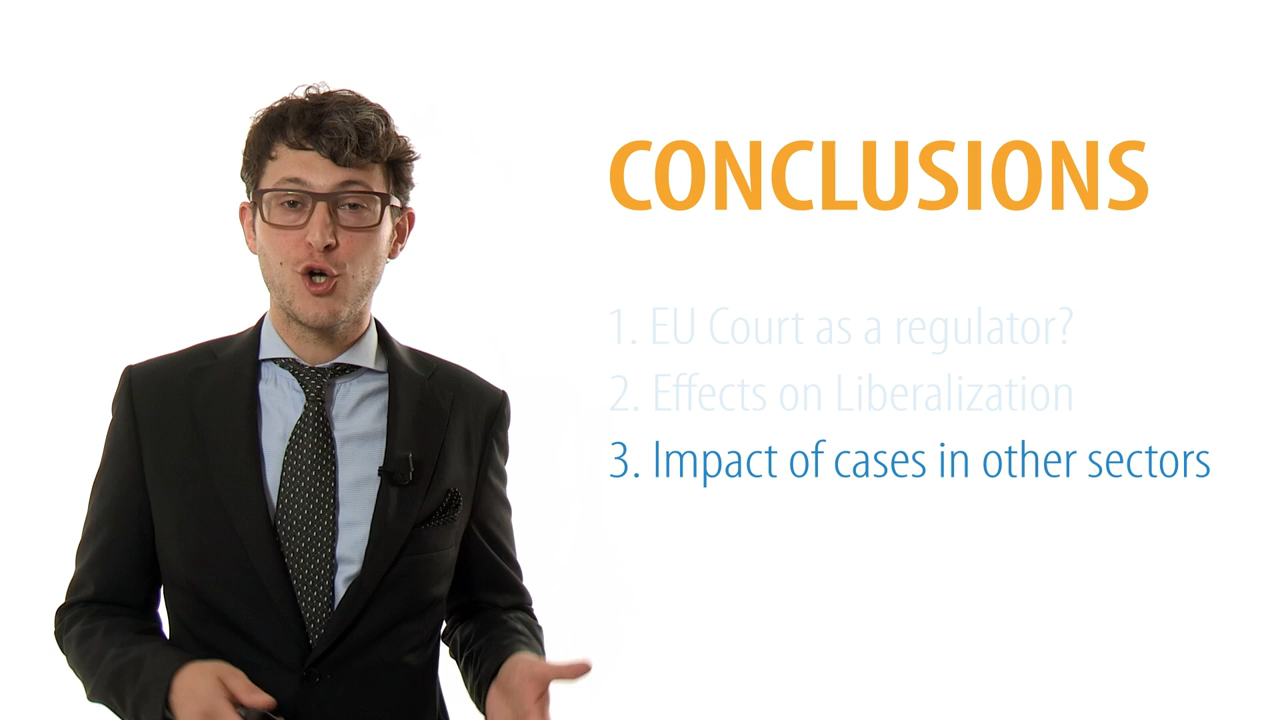 CONCLUSIONS
1. EU Court as a regulator?
2. Effects on Liberalization
3. Impact of cases in other sectors